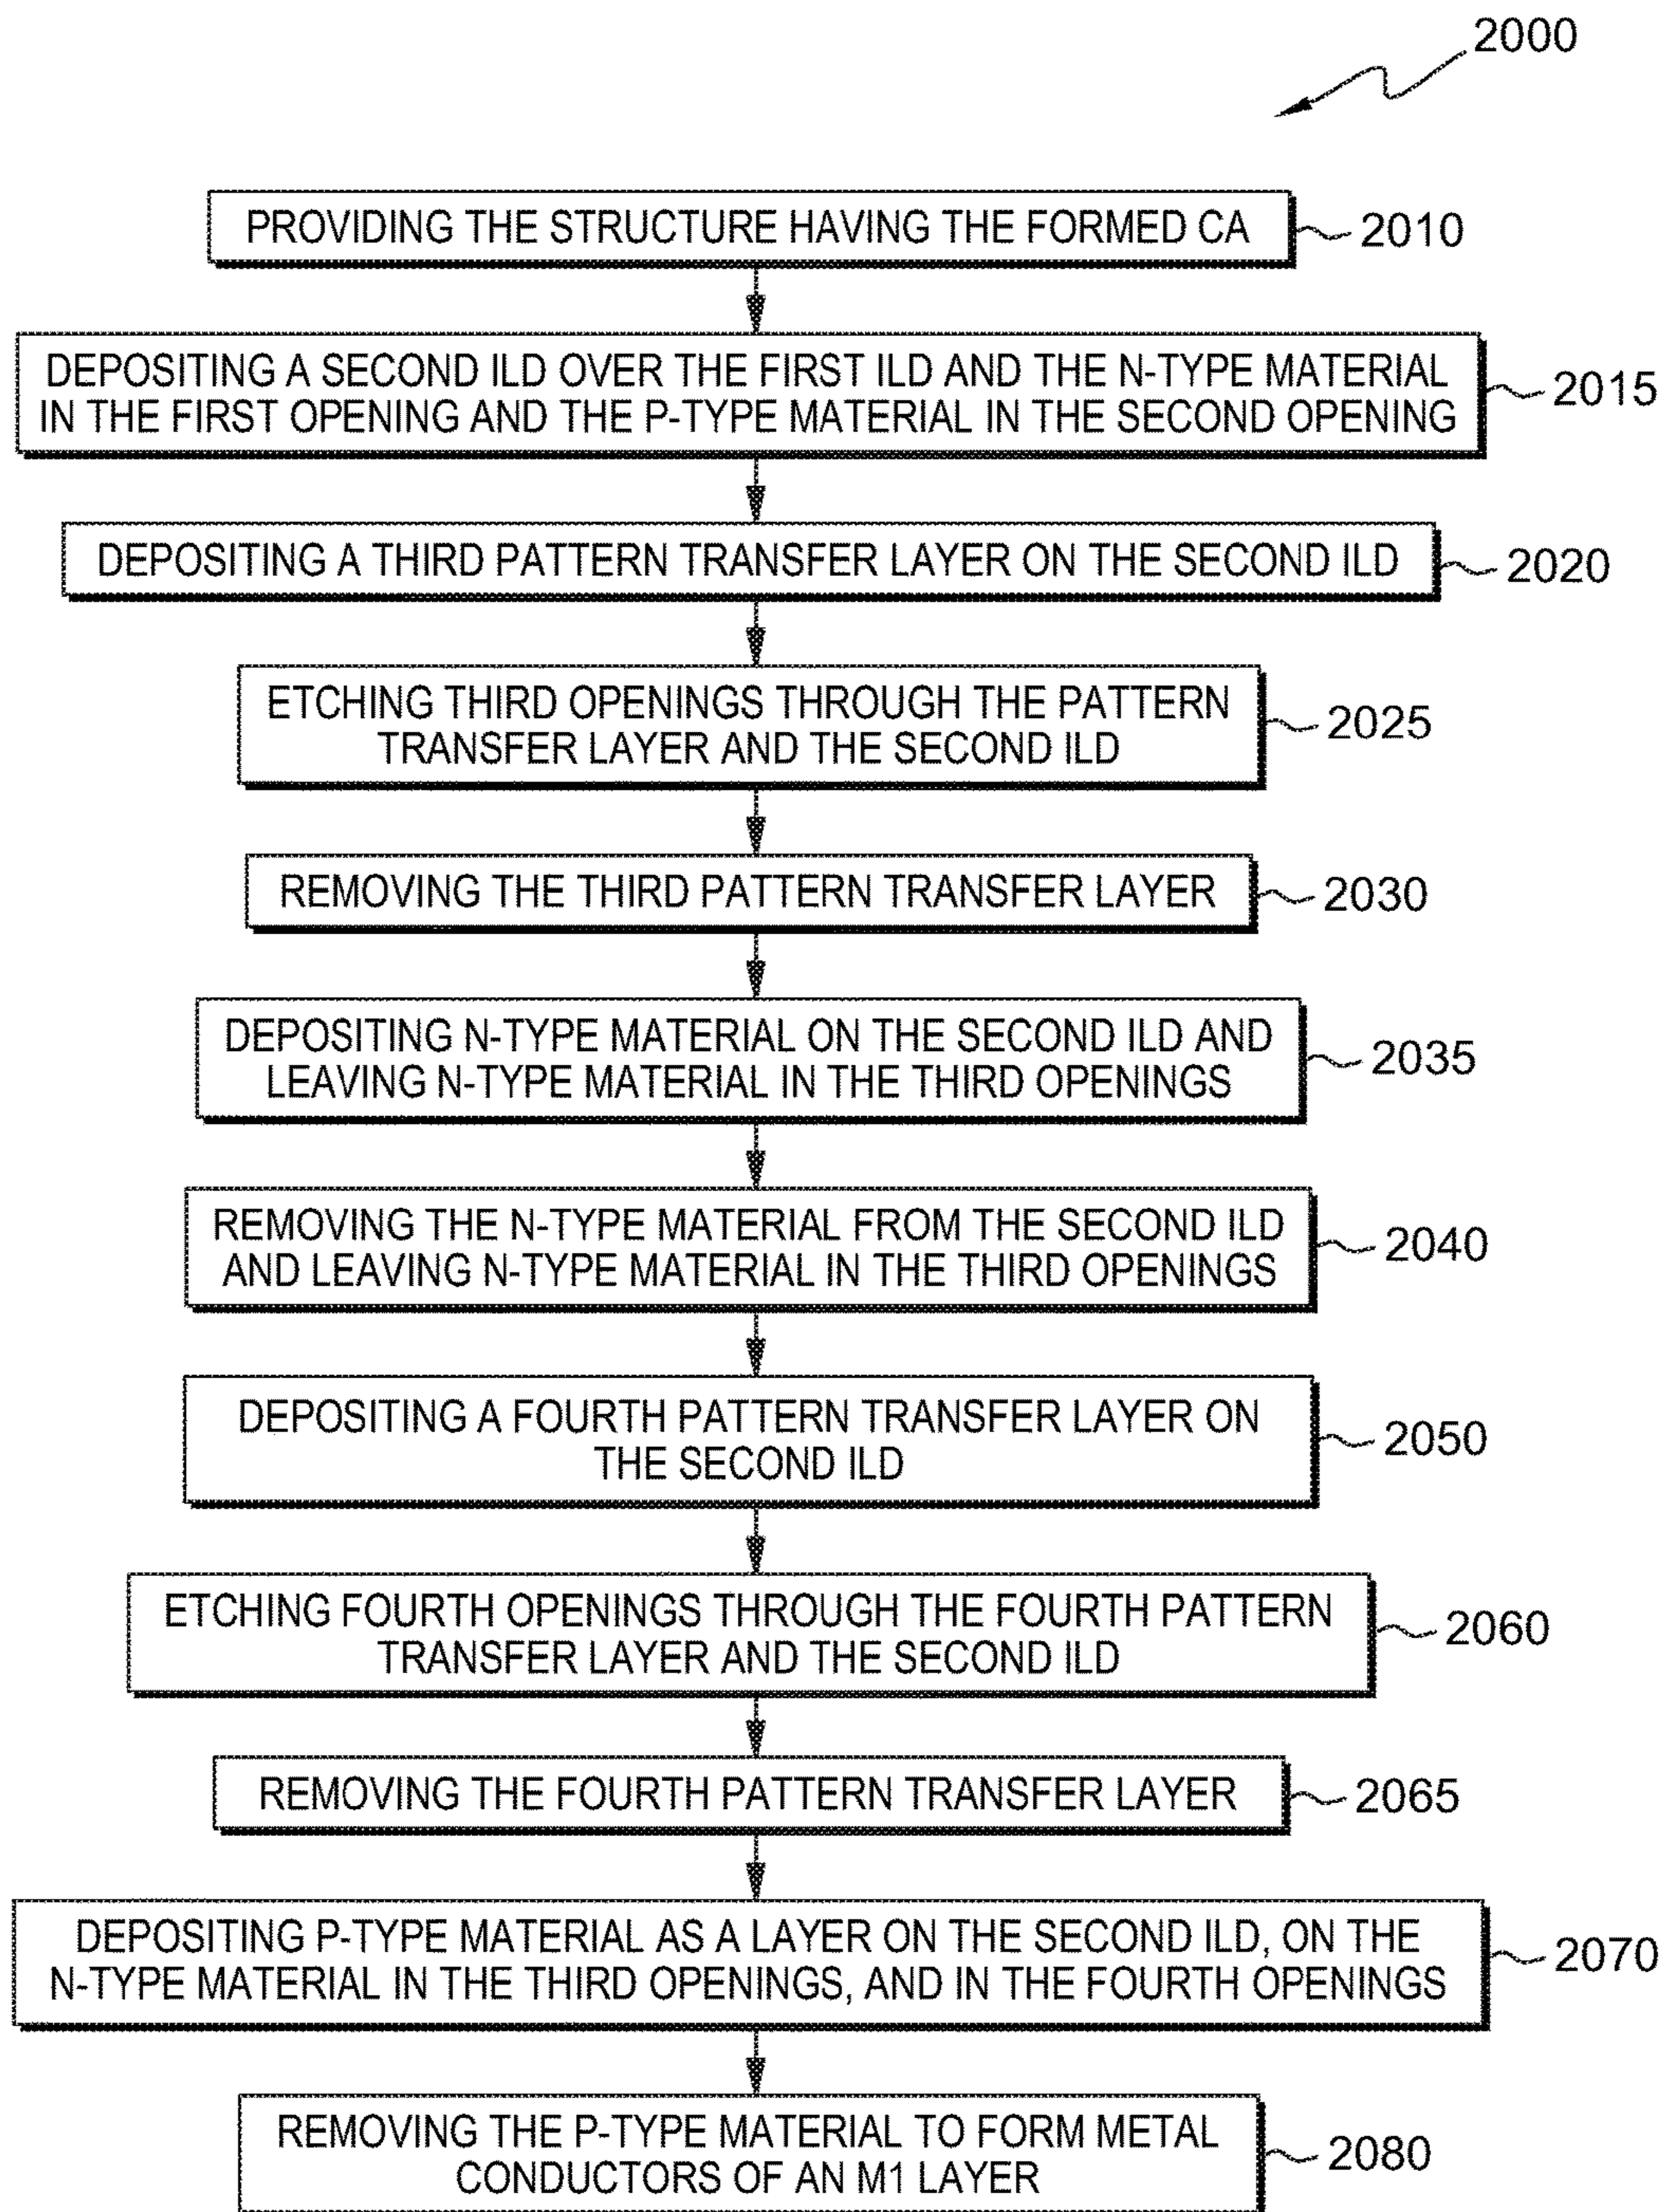 2000
PROVIDING THE STRUCTURE HAVING THE FORMED CA
2010
DEPOSITING A SECOND ILD OVER THE FIRST ILD AND THE N-TYPE MATERIAL
IN THE FIRST OPENING AND THE P-TYPE MATERIAL IN THE SECOND OPENING
2015
DEPOSITING A THIRD PATTERN TRANSFER LAYER ON THE SECOND ILD
2020
ETCHING THIRD OPENINGS THROUGH THE PATTERN
TRANSFER LAYER AND THE SECOND ILD
2025
REMOVING THE THIRD PATTERN TRANSFER LAYER
2030
DEPOSITING N-TYPE MATERIAL ON THE SECOND ILD AND
LEAVING N-TYPE MATERIAL IN THE THIRD OPENINGS
2035
REMOVING THE N-TYPE MATERIAL FROM THE SECOND ILD
AND LEAVING N-TYPE MATERIAL IN THE THIRD OPENINGS
2040
DEPOSITING A FOURTH PATTERN TRANSFER LAYER ON
THE SECOND ILD
2050
ETCHING FOURTH OPENINGS THROUGH THE FOURTH PATTERN
TRANSFER LAYER AND THE SECOND ILD
2060
REMOVING THE FOURTH PATTERN TRANSFER LAYER
2065
DEPOSITING P-TYPE MATERIAL AS A LAYER ON THE SECOND ILD, ON THE
N-TYPE MATERIAL IN THE THIRD OPENINGS, AND IN THE FOURTH OPENINGS
2070
REMOVING THE P-TYPE MATERIAL TO FORM METAL
CONDUCTORS OF AN M1 LAYER
2080